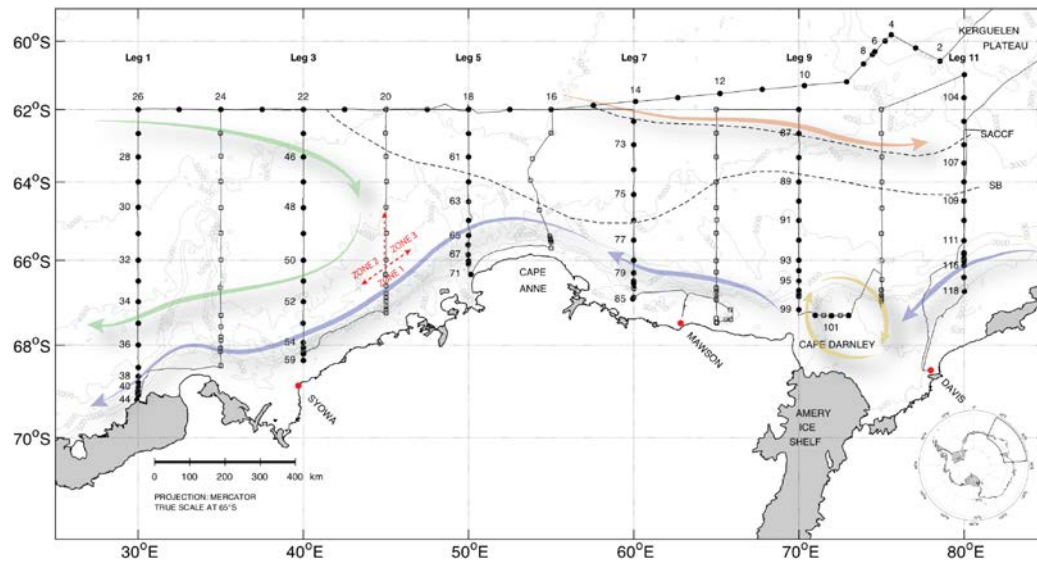 60°S
62°S
64°S
66°S
68°S
70°S
Leg 1
Leg 3
Leg 5
Leg 7
Leg 9
Leg 11
4
6
8
2
KERGUELEN
PLATEAU
26
24
22
20
18
16
14
12
10
104
SACCF
107
SB
109
111
116
118
28
30
32
34
36
38
40
44
46
48
50
52
54
59
ZONE 2
ZONE 3
ZONE 1
61
63
65
67
71
CAPE
ANNE
73
75
77
79
85
87
89
91
93
95
99
101
CAPE DARNLEY
MAWSON
DAVIS
SYOWA
AMERY
ICE
SHELF
0 100 200 300 400 km
PROJECTION: MERCATOR
TRUE SCALE AT 65°S
30°E
40°E
50°E
60°E
70°E
80°E